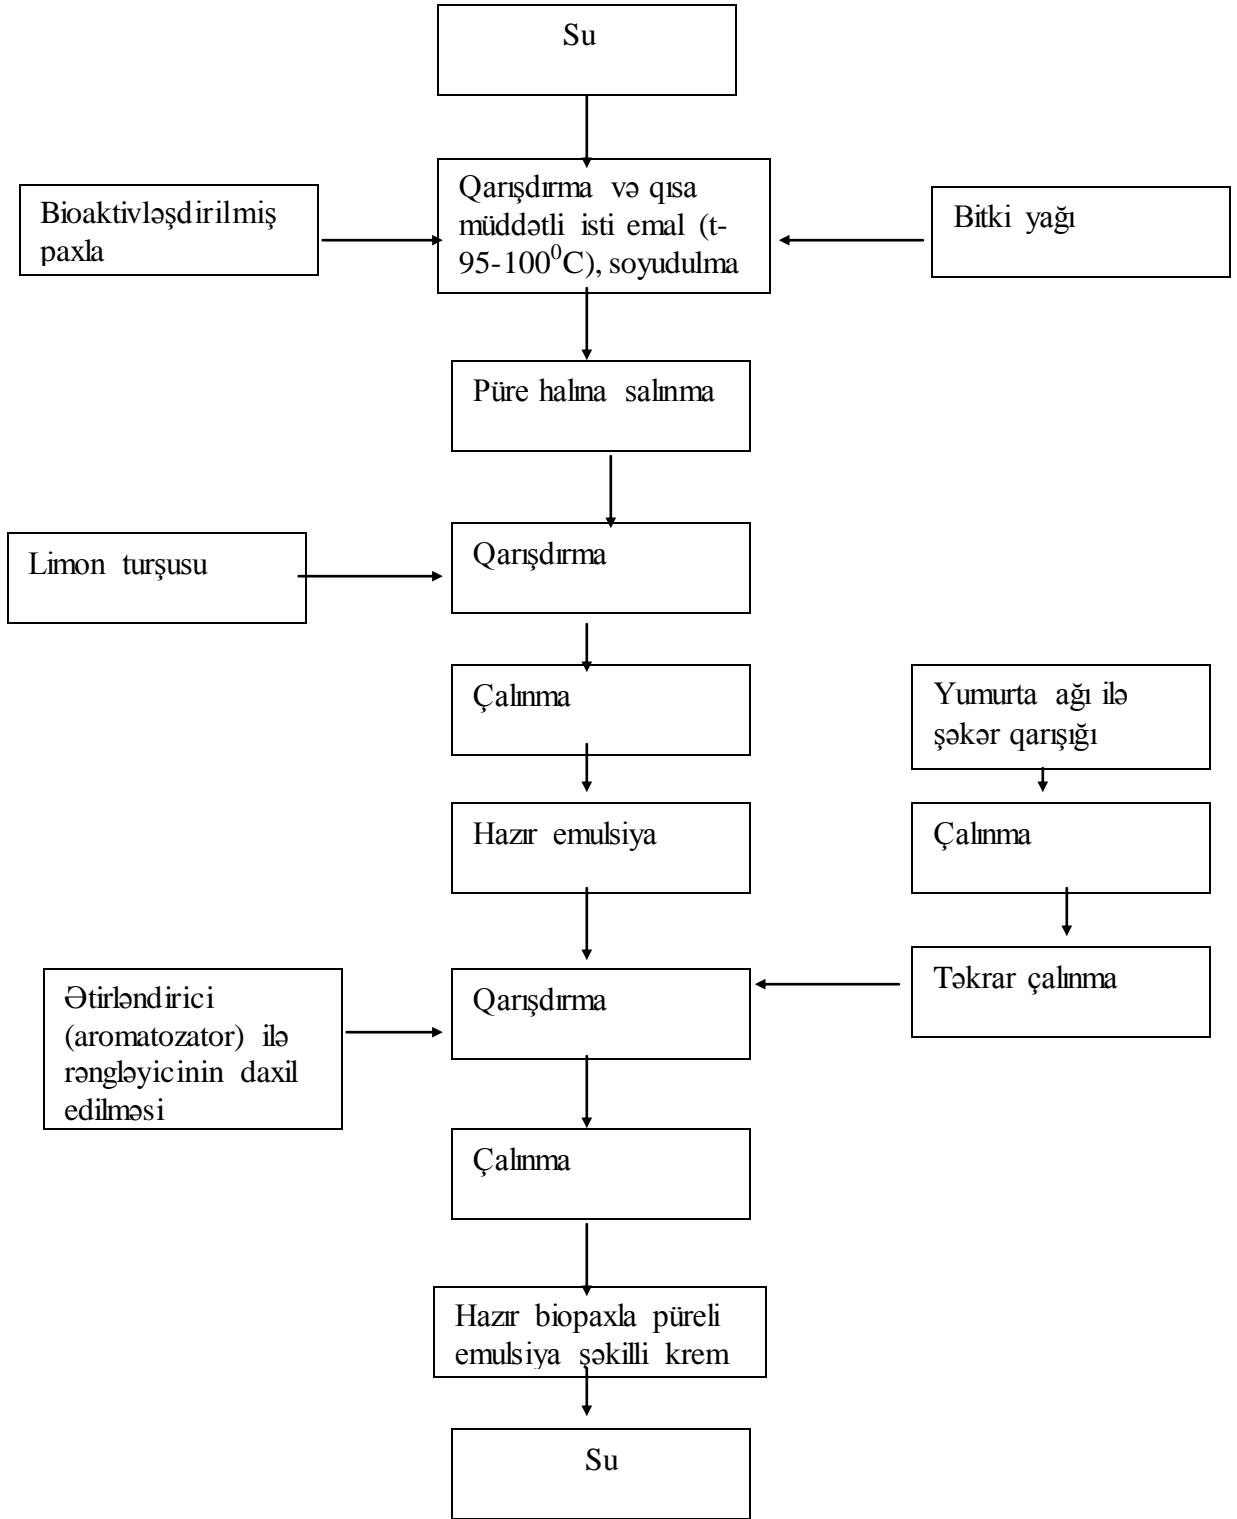 Su
Bioaktivləşdirilmiş
paxla
Qarışdırma və qısa
müddətli isti emal (t-
95-100⁰C), soyudulma
Bitki yağı
Püre halına salınma
Limon turşusu
Qarışdırma
Çalınma
Yumurta ağı ilə
şəkər qarışığı
Hazır emulsiya
Çalınma
Ətirləndirici
(aromatozator) ilə
rəngləyicinin daxil
edilməsi
Qarışdırma
Təkrar çalınma
Çalınma
Hazır biopaxla püreli
emulsiya şəkilli krem
Su